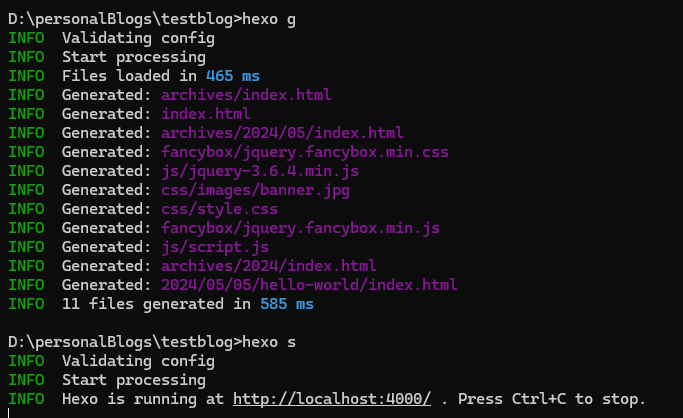 D:\personalBlogs\testblog>hexo g
INFO  Validating config
INFO  Start processing
INFO  Files loaded in 465 ms
INFO  Generated: archives/index.html
INFO  Generated: index.html
INFO  Generated: archives/2024/05/index.html
INFO  Generated: fancybox/jquery.fancybox.min.css
INFO  Generated: js/jquery-3.6.4.min.js
INFO  Generated: css/images/banner.jpg
INFO  Generated: css/style.css
INFO  Generated: fancybox/jquery.fancybox.min.js
INFO  Generated: js/script.js
INFO  Generated: archives/2024/index.html
INFO  Generated: 2024/05/05/hello-world/index.html
INFO  11 files generated in 585 ms
D:\personalBlogs\testblog>hexo s
INFO  Validating config
INFO  Start processing
INFO  Hexo is running at http://localhost:4000/ . Press Ctrl+C to stop.